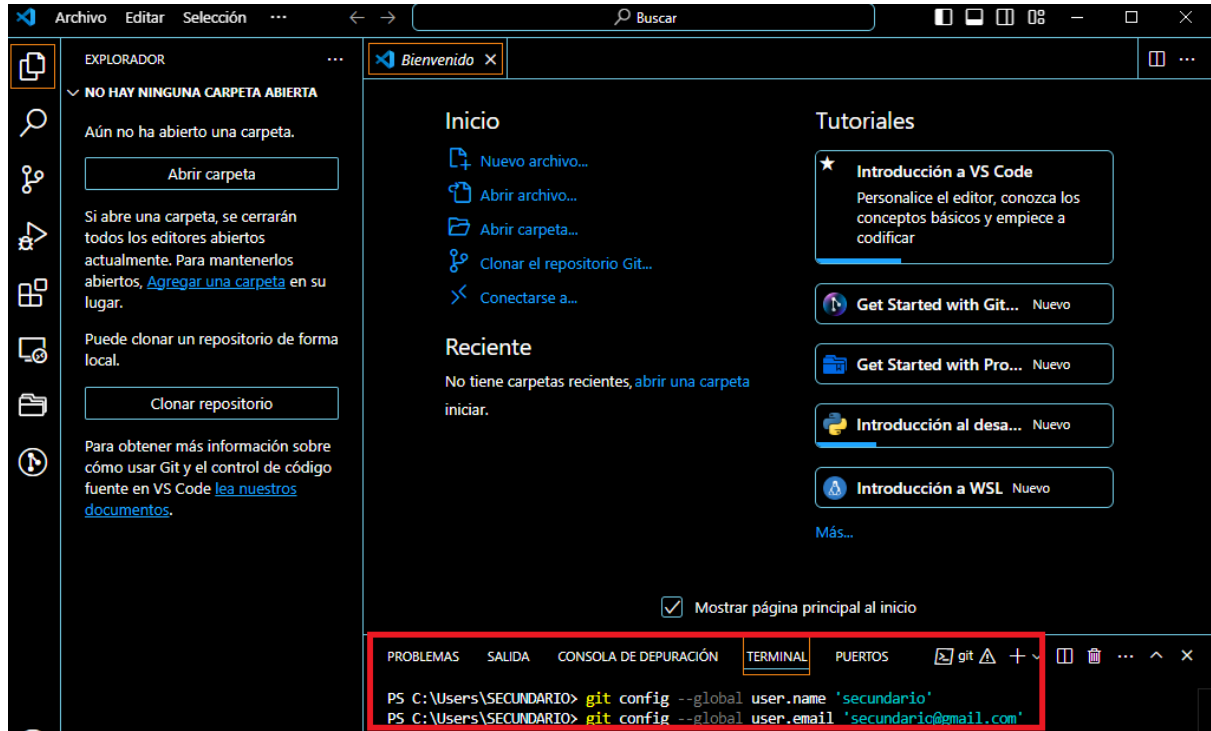 Archivo Editar Selección ··· ← → Buscar
EXPLORADOR ···
NO HAY NINGUNA CARPETA ABIERTA
Aún no ha abierto una carpeta.
Abrir carpeta
Si abre una carpeta, se cerrarán
todos los editores abiertos
actualmente. Para mantenerlos
abiertos, Agregar una carpeta en su
lugar.
Puede clonar un repositorio de forma
local.
Clonar repositorio
Para obtener más información sobre
cómo usar Git y el control de código
fuente en VS Code lea nuestros
documentos.
Bienvenido
Inicio
Nuevo archivo...
Abrir archivo...
Abrir carpeta...
Clonar el repositorio Git...
Conectarse a...
Reciente
No tiene carpetas recientes, abrir una carpeta
iniciar.
Tutoriales
Introducción a VS Code
Personalice el editor, conozca los
conceptos básicos y empiece a
codificar
Get Started with Git... Nuevo
Get Started with Pro... Nuevo
Introducción al desa... Nuevo
Introducción a WSL Nuevo
Más...
Mostrar página principal al inicio
PROBLEMAS SALIDA CONSOLA DE DEPURACIÓN TERMINAL PUERTOS git
PS C:\Users\SECUNDARIO> git config --global user.name 'secundario'
PS C:\Users\SECUNDARIO> git config --global user.email 'secundario@gmail.com'